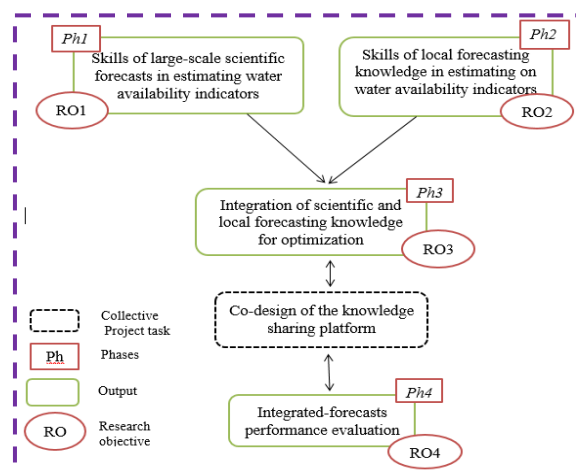 Ph1
Skills of large-scale scientific
forecasts in estimating water
availability indicators
RO1
Ph2
Skills of local forecasting
knowledge in estimating on
water availability indicators
RO2
Ph3
Integration of scientific and
local forecasting knowledge
for optimization
RO3
Co-design of the knowledge
sharing platform
Ph4
Integrated-forecasts
performance evaluation
RO4
Collective
Project task
Ph
Phases
Output
RO
Research
objective